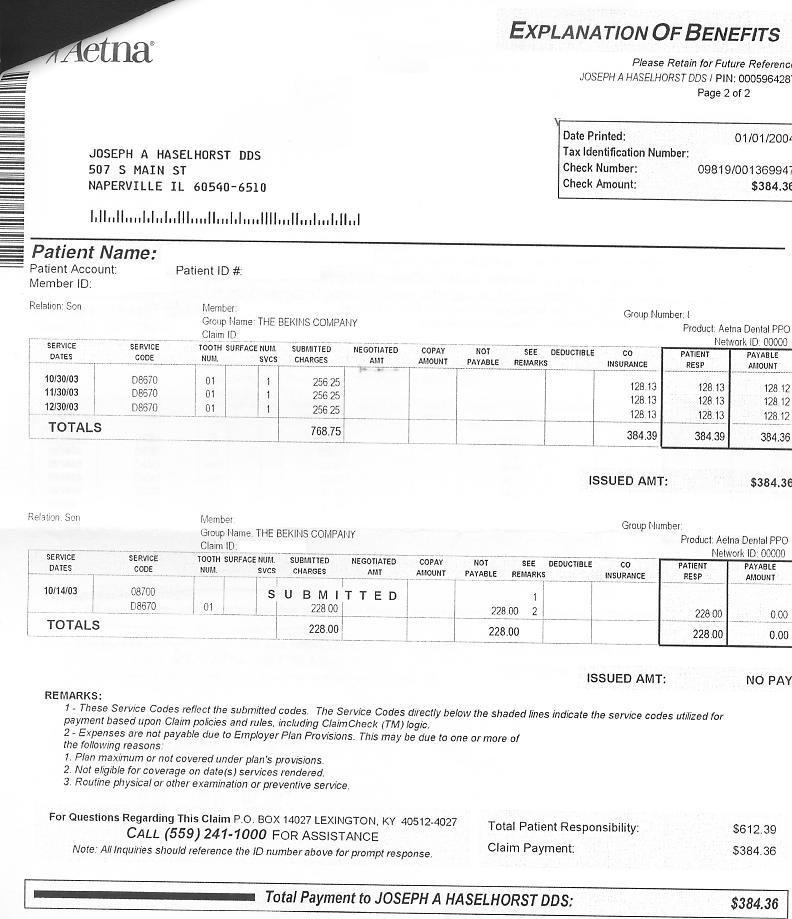 Aetna®
EXPLANATION OF BENEFITS
Please Retain for Future Reference
JOSEPH A HASELHORST DDS / PIN: 000596428
Page 2 of 2
Date Printed: 01/01/2004
Tax Identification Number:
Check Number: 09819/001369947
Check Amount: $384.36
JOSEPH A HASELHORST DDS
507 S MAIN ST
NAPERVILLE IL 60540-6510
Patient Name:
Patient Account: Patient ID #:
Member ID:
Relation: Son Member:
Group Name: THE BEKINS COMPANY Group Number:
Claim ID: Product: Aetna Dental PPO
Network ID: 00000
SERVICE DATES SERVICE CODE TOOTH NUM. SURFACE NUM. SVCS SUBMITTED CHARGES NEGOTIATED AMT COPAY AMOUNT NOT PAYABLE SEE REMARKS DEDUCTIBLE CO INSURANCE PATIENT RESP PAYABLE AMOUNT
10/30/03 D8670 01 1 256.25 128.13 128.13 128.12
11/30/03 D8670 01 1 256.25 128.13 128.13 128.12
12/30/03 D8670 01 1 256.25 128.13 128.13 128.12
TOTALS 768.75 384.39 384.39 384.36
ISSUED AMT: $384.36
Relation: Son Member:
Group Name: THE BEKINS COMPANY Group Number:
Claim ID: Product: Aetna Dental PPO
Network ID: 00000
SERVICE DATES SERVICE CODE TOOTH NUM. SURFACE NUM. SVCS SUBMITTED CHARGES NEGOTIATED AMT COPAY AMOUNT NOT PAYABLE SEE REMARKS DEDUCTIBLE CO INSURANCE PATIENT RESP PAYABLE AMOUNT
10/14/03 08700 SUBMITTED 1
D8670 01 228.00 228.00 2 228.00 0.00
TOTALS 228.00 228.00 228.00 0.00
ISSUED AMT: NO PAY
REMARKS:
1 - These Service Codes reflect the submitted codes. The Service Codes directly below the shaded lines indicate the service codes utilized for
payment based upon Claim policies and rules, including ClaimCheck (TM) logic.
2 - Expenses are not payable due to Employer Plan Provisions. This may be due to one or more of
the following reasons:
1. Plan maximum or not covered under plan's provisions.
2. Not eligible for coverage on date(s) services rendered.
3. Routine physical or other examination or preventive service.
For Questions Regarding This Claim P.O. BOX 14027 LEXINGTON, KY 40512-4027
CALL (559) 241-1000 FOR ASSISTANCE
Note: All Inquiries should reference the ID number above for prompt response.
Total Patient Responsibility: $612.39
Claim Payment: $384.36
Total Payment to JOSEPH A HASELHORST DDS: $384.36